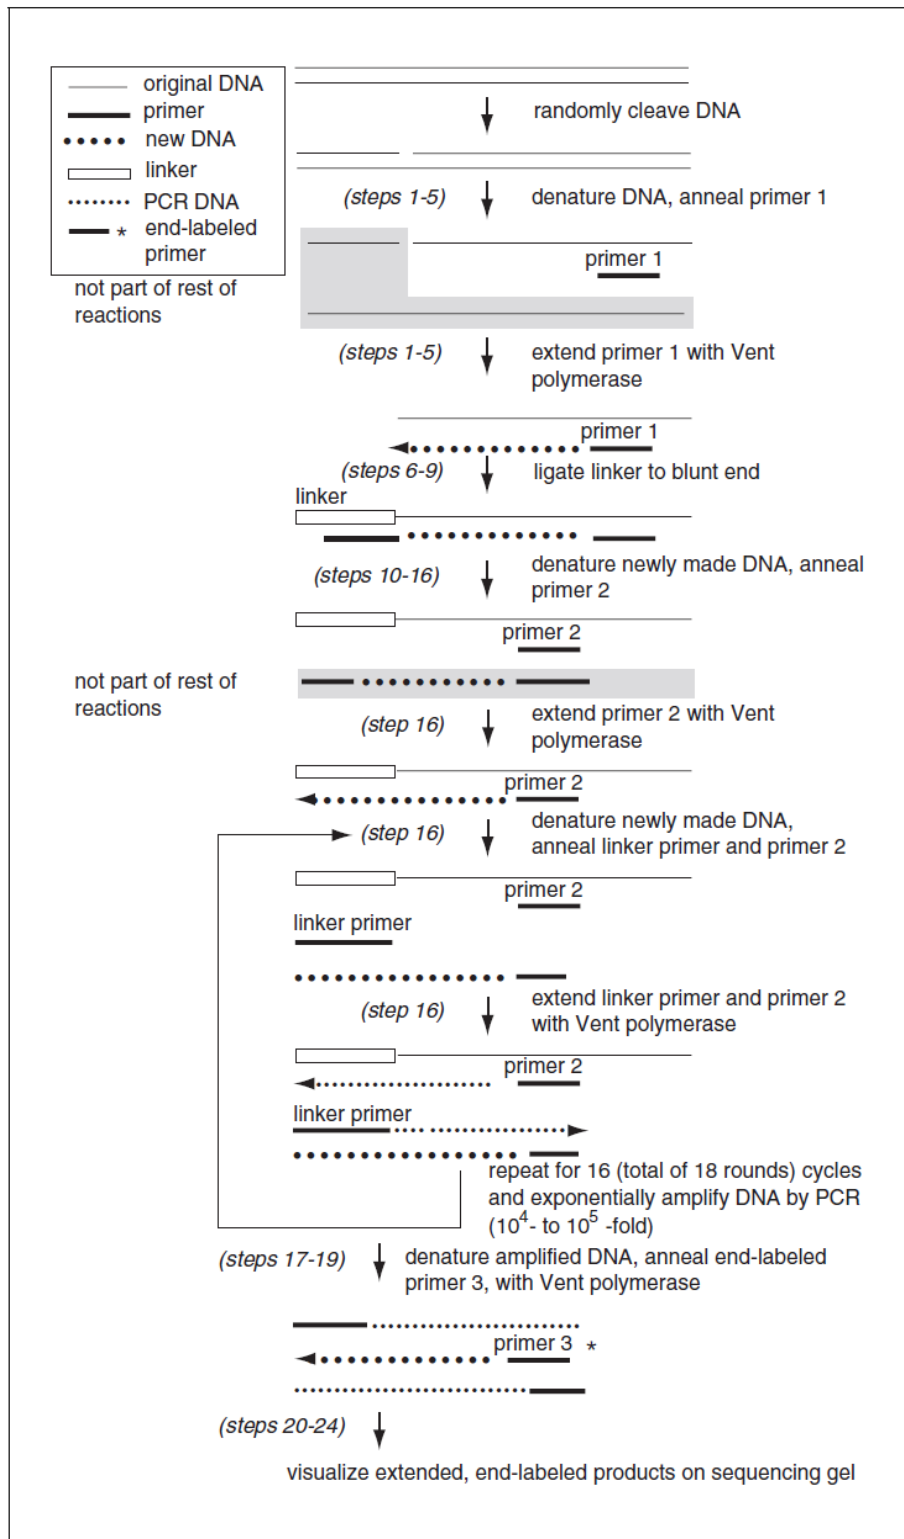 original DNA
primer
new DNA
linker
PCR DNA
* end-labeled
primer
randomly cleave DNA
(steps 1-5)
denature DNA, anneal primer 1
primer 1
not part of rest of
reactions
(steps 1-5)
extend primer 1 with Vent
polymerase
primer 1
(steps 6-9)
ligate linker to blunt end
linker
(steps 10-16)
denature newly made DNA, anneal
primer 2
primer 2
not part of rest of
reactions
(step 16)
extend primer 2 with Vent
polymerase
primer 2
(step 16)
denature newly made DNA,
anneal linker primer and primer 2
primer 2
linker primer
(step 16)
extend linker primer and primer 2
with Vent polymerase
primer 2
linker primer
repeat for 16 (total of 18 rounds) cycles
and exponentially amplify DNA by PCR
(10⁴- to 10⁵ -fold)
(steps 17-19)
denature amplified DNA, anneal end-labeled
primer 3, with Vent polymerase
primer 3 *
(steps 20-24)
visualize extended, end-labeled products on sequencing gel